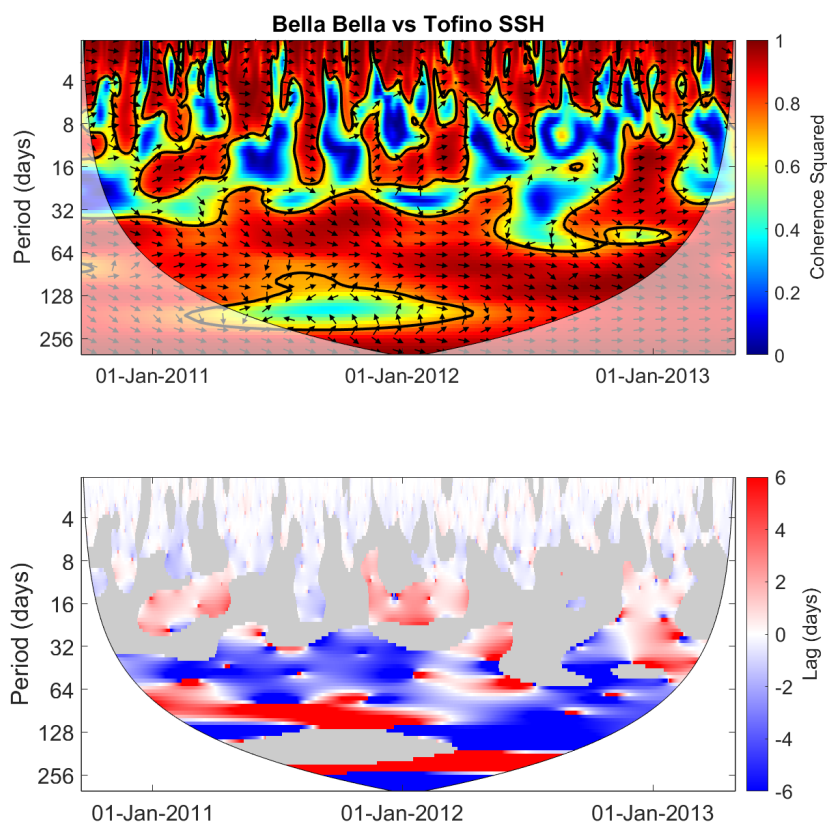 Bella Bella vs Tofino SSH
Period (days)
4
8
16
32
64
128
256
01-Jan-2011
01-Jan-2012
01-Jan-2013
1
0.8
0.6
0.4
0.2
0
Coherence Squared
Period (days)
4
8
16
32
64
128
256
01-Jan-2011
01-Jan-2012
01-Jan-2013
6
4
2
0
-2
-4
-6
Lag (days)